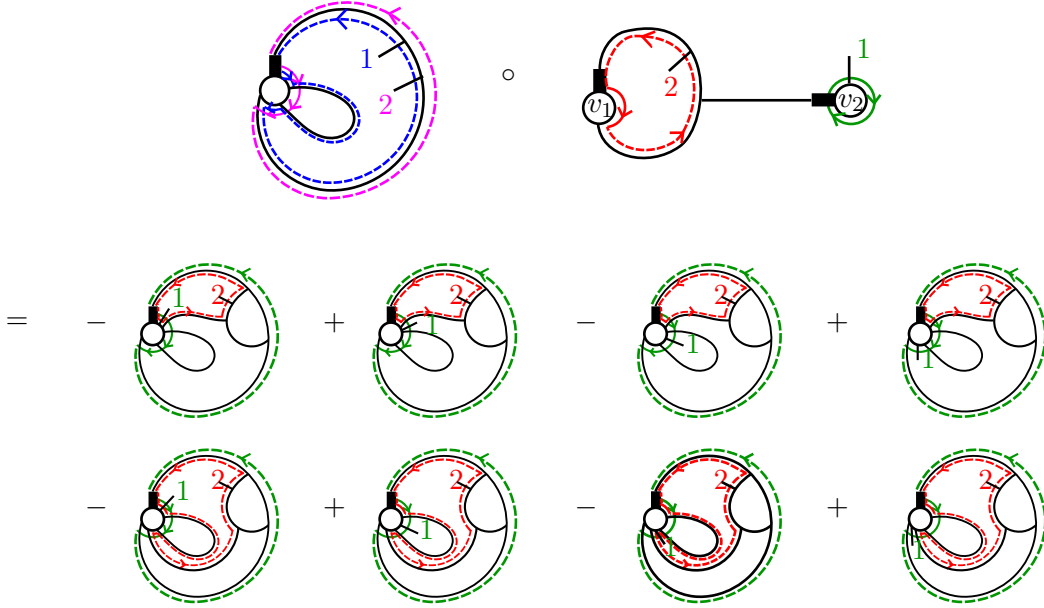 1 2 ∘ v₁ 2 v₂ 1
= − 1 2 + 1 2 − 1 2 + 1 2
− 1 2 + 1 2 − 1 2 + 1 2